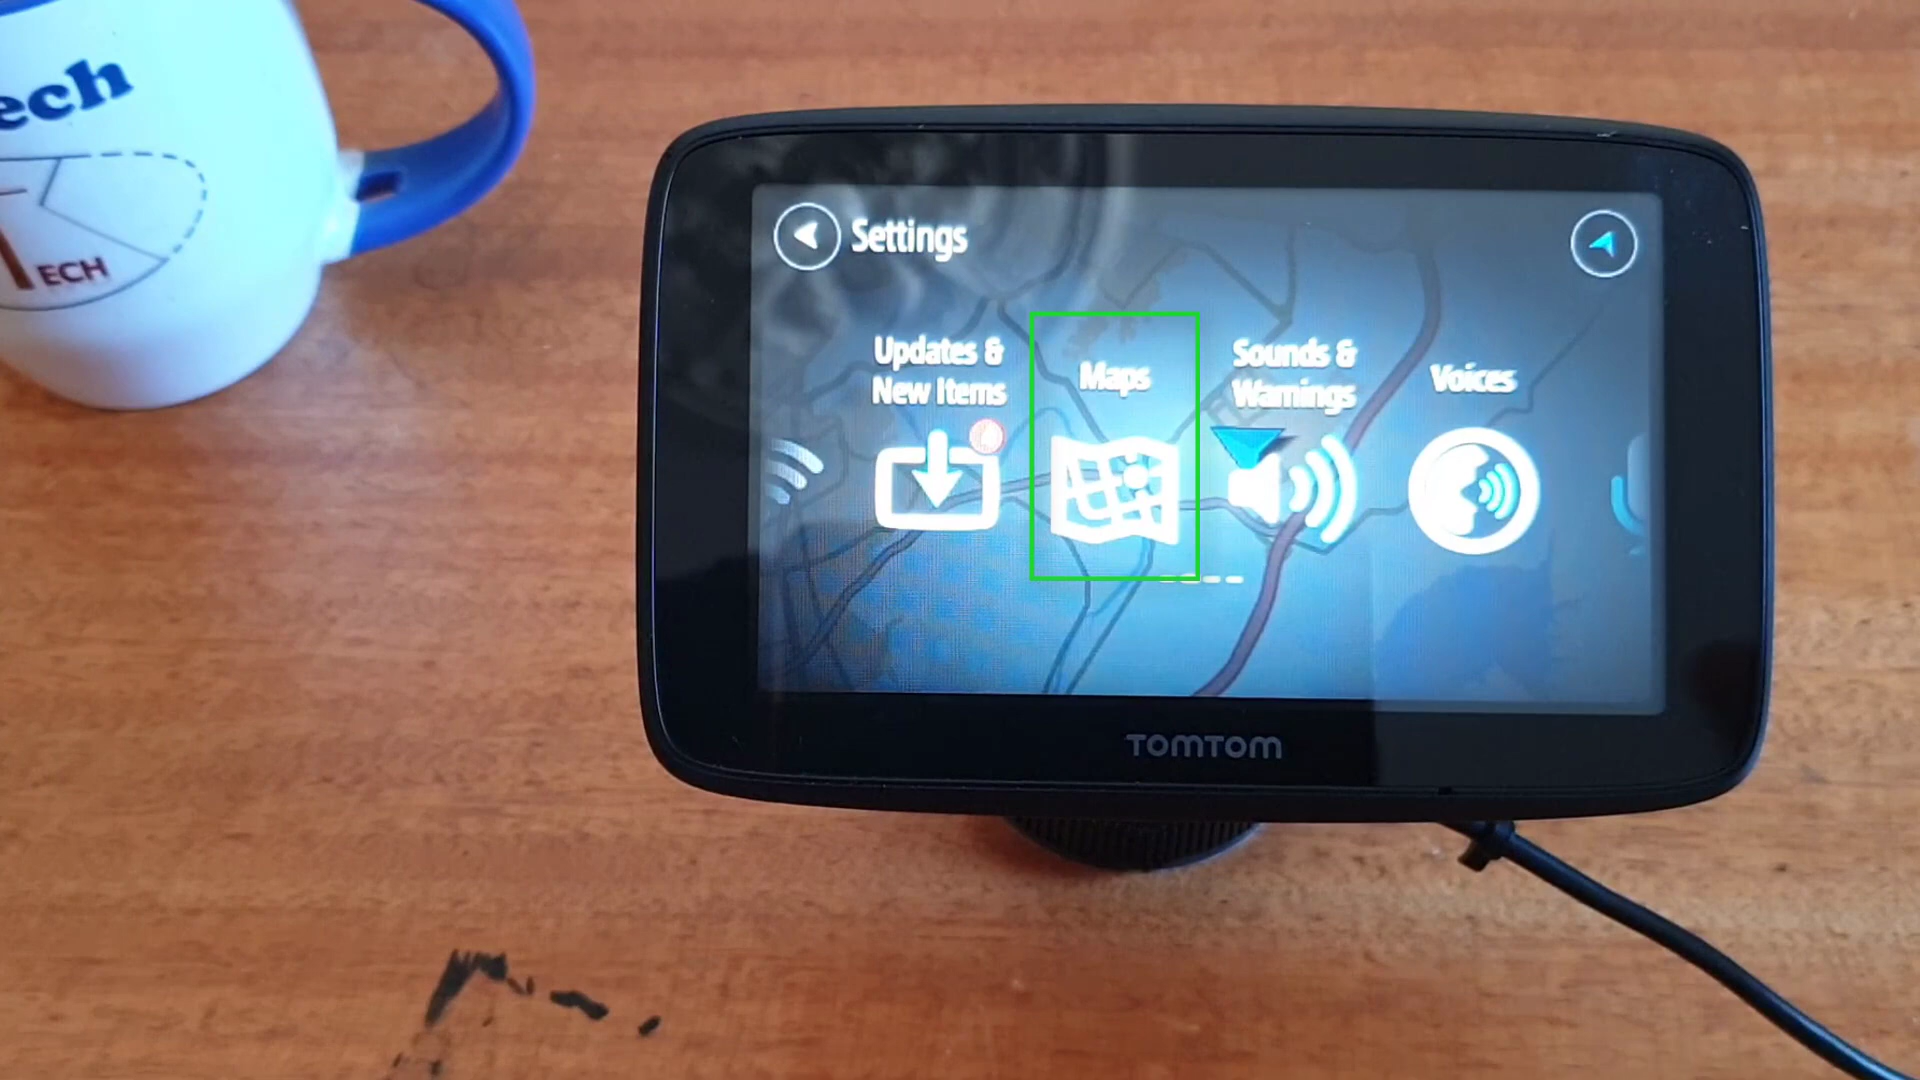 ech
ECH
Settings
Updates &
New Items
Maps
Sounds &
Warnings
Voices
TOMTOM